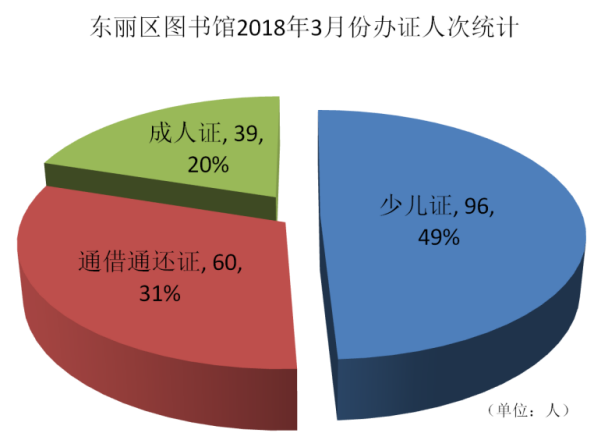 东丽区图书馆2018年3月份办证人次统计
成人证, 39,
20%
少儿证, 96,
49%
通借通还证, 60,
31%
（单位：人）